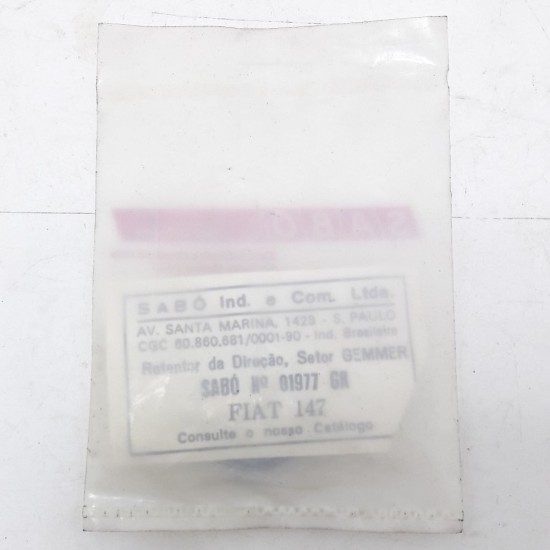 SABÓ
SABÓ Ind. e Com. Ltda.
AV. SANTA MARINA, 1423 - S. PAULO
CGC 60.860.681/0001-90 - Ind. Brasileira
Retentor da Direção, Setor GEMMER
SABÓ Nº 01977 GR
FIAT 147
Consulte o nosso Catálogo